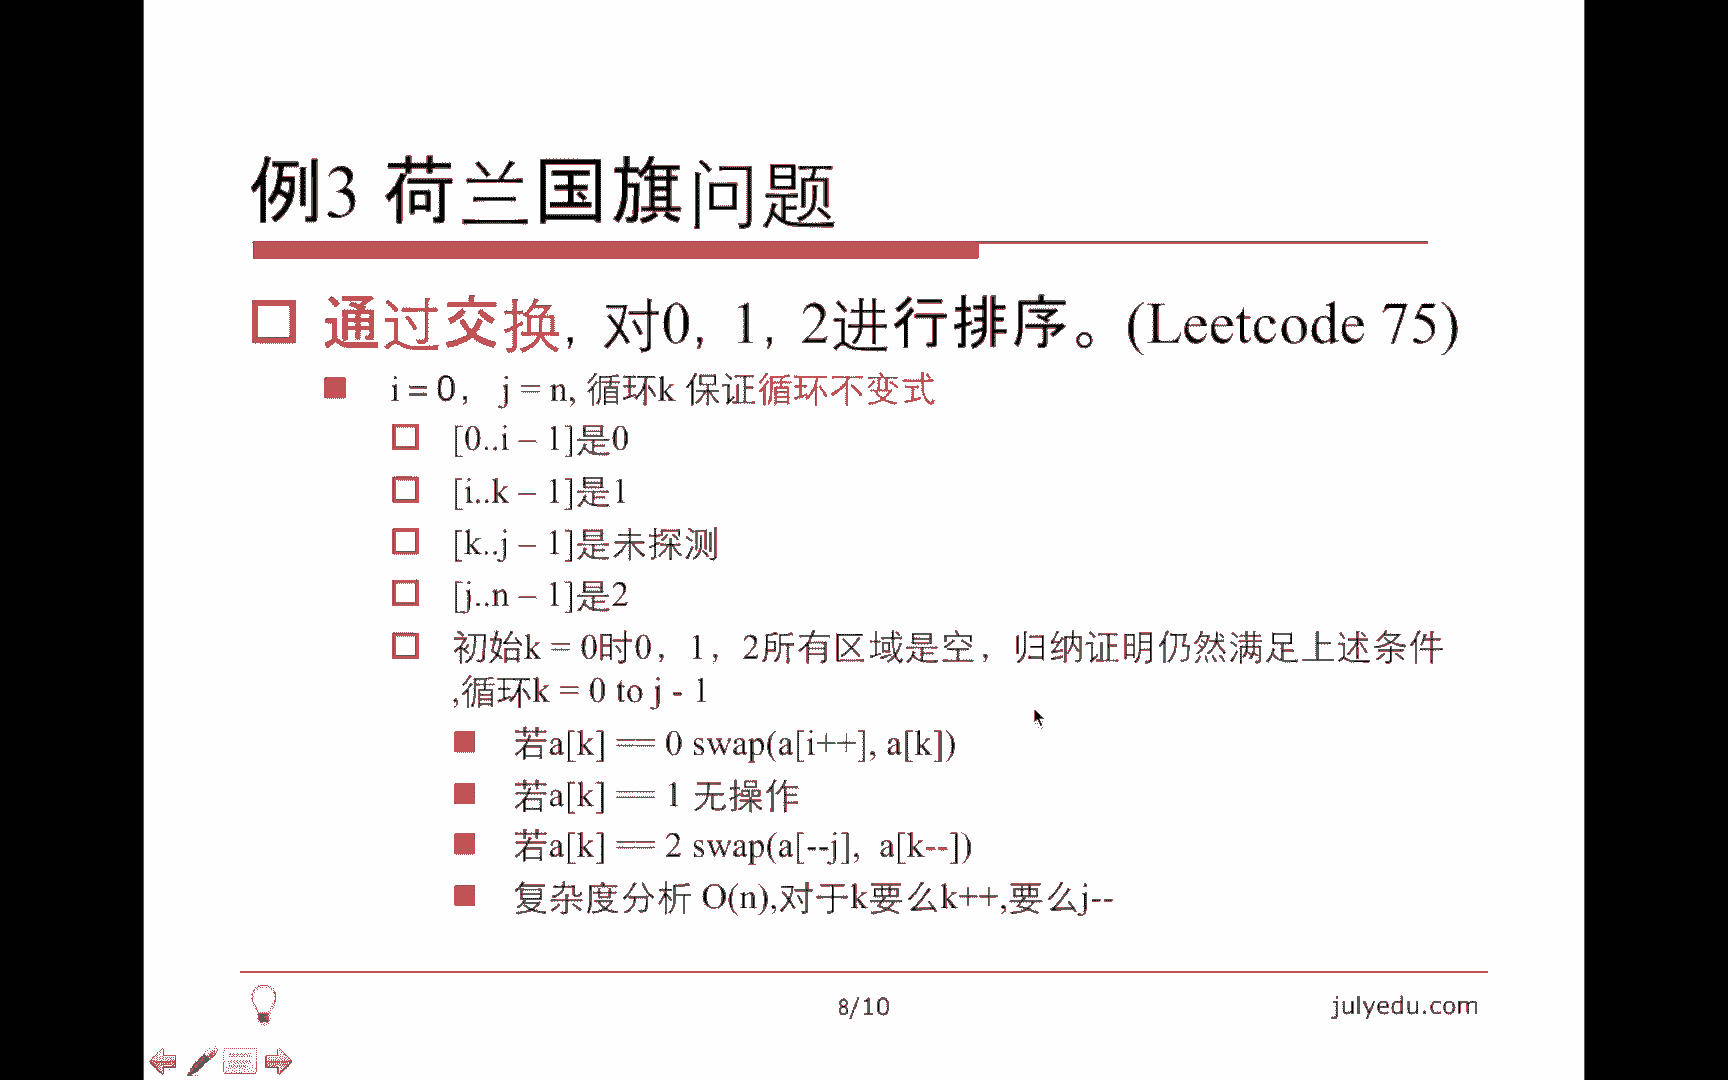 例3 荷兰国旗问题
通过交换，对0，1，2进行排序。(Leetcode 75)
i = 0， j = n, 循环k 保证循环不变式
[0..i – 1]是0
[i..k – 1]是1
[k..j – 1]是未探测
[j..n – 1]是2
初始k = 0时0，1，2所有区域是空，归纳证明仍然满足上述条件
,循环k = 0 to j - 1
若a[k] == 0 swap(a[i++], a[k])
若a[k] == 1 无操作
若a[k] == 2 swap(a[--j], a[k--])
复杂度分析 O(n),对于k要么k++,要么j--
8/10
julyedu.com